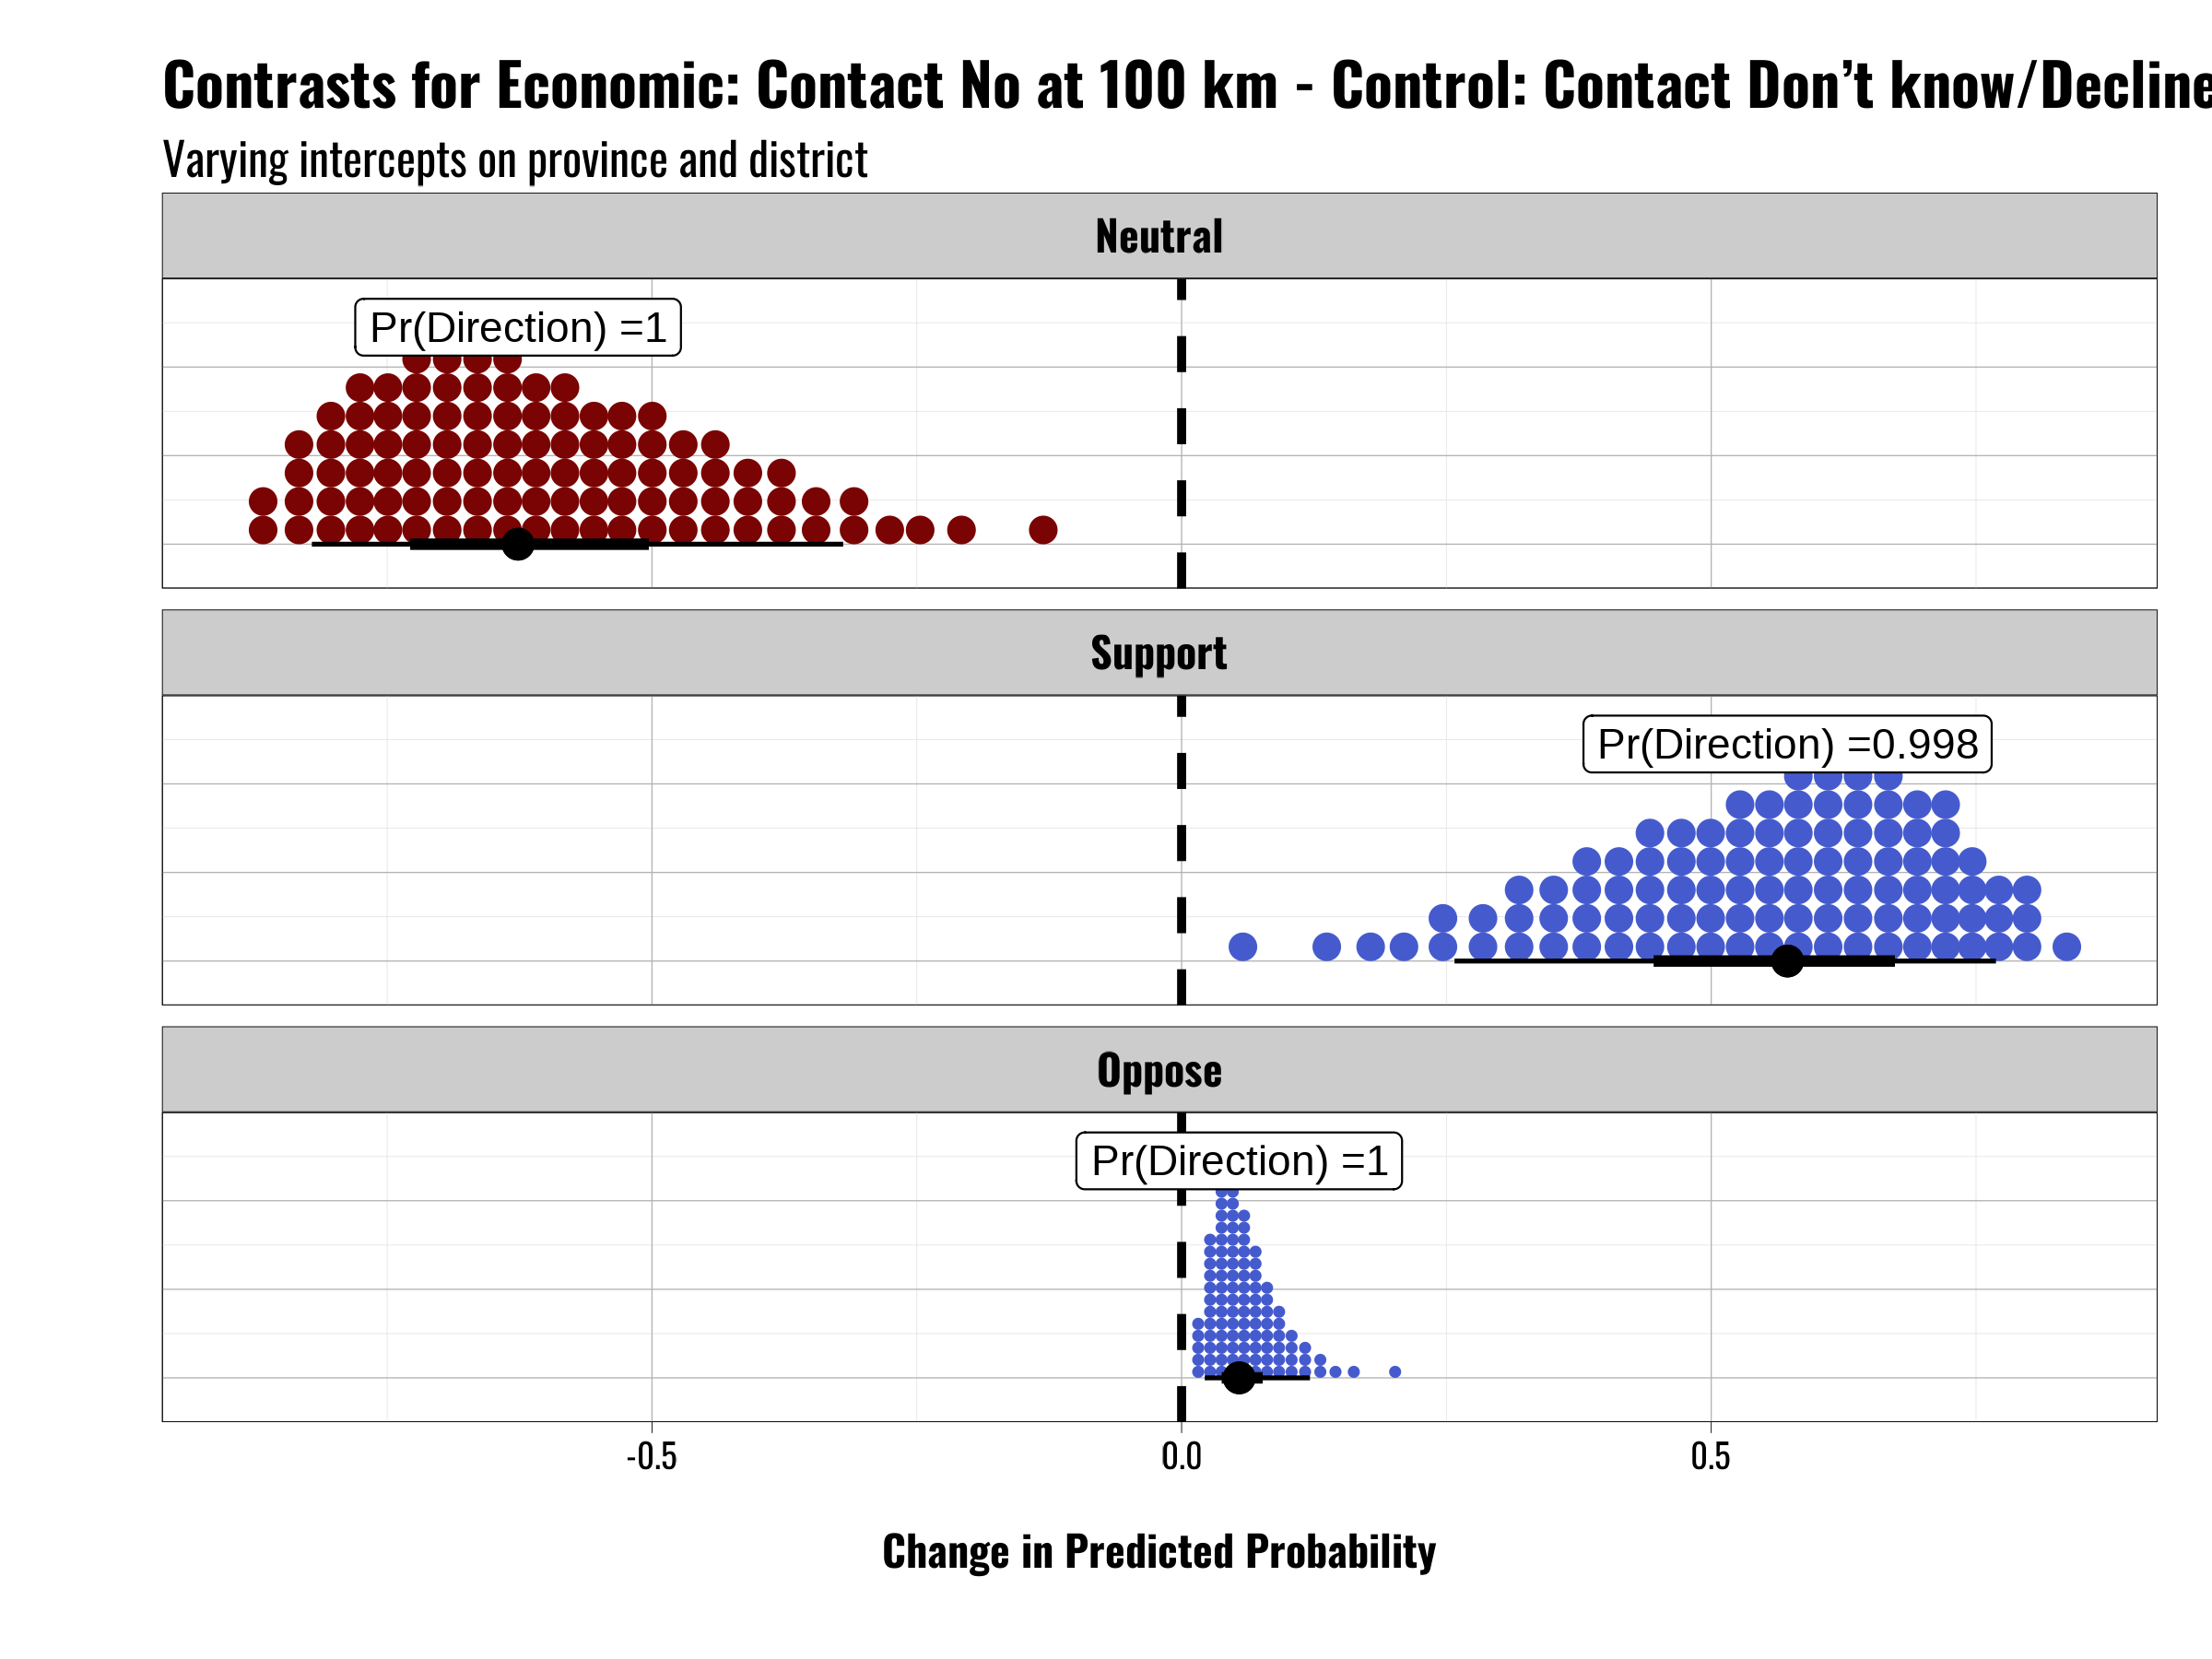 Contrasts for Economic: Contact No at 100 km - Control: Contact Don’t know/Decline
Varying intercepts on province and district
Neutral
Pr(Direction) =1
Support
Pr(Direction) =0.998
Oppose
Pr(Direction) =1
-0.5 0.0 0.5
Change in Predicted Probability